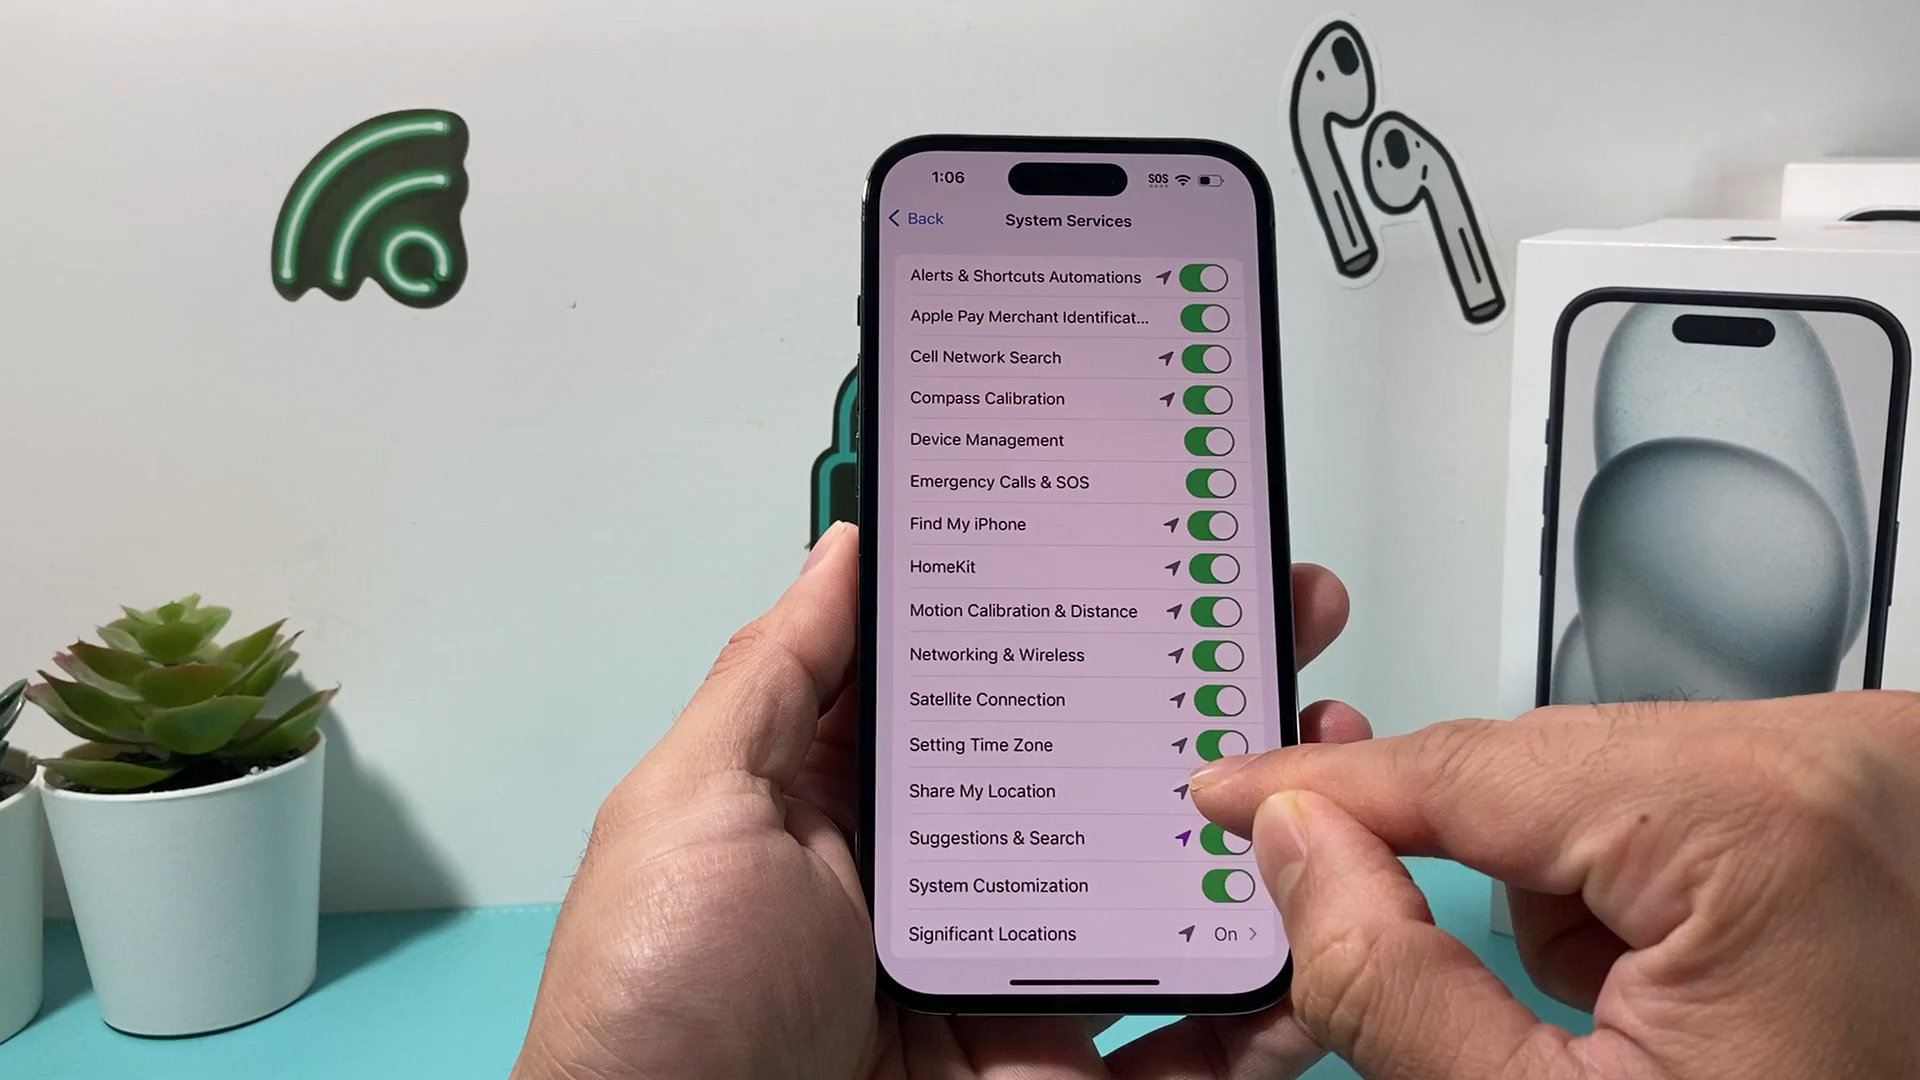 1:06
SOS
Back
System Services
Alerts & Shortcuts Automations
Apple Pay Merchant Identificat...
Cell Network Search
Compass Calibration
Device Management
Emergency Calls & SOS
Find My iPhone
HomeKit
Motion Calibration & Distance
Networking & Wireless
Satellite Connection
Setting Time Zone
Share My Location
Suggestions & Search
System Customization
Significant Locations On